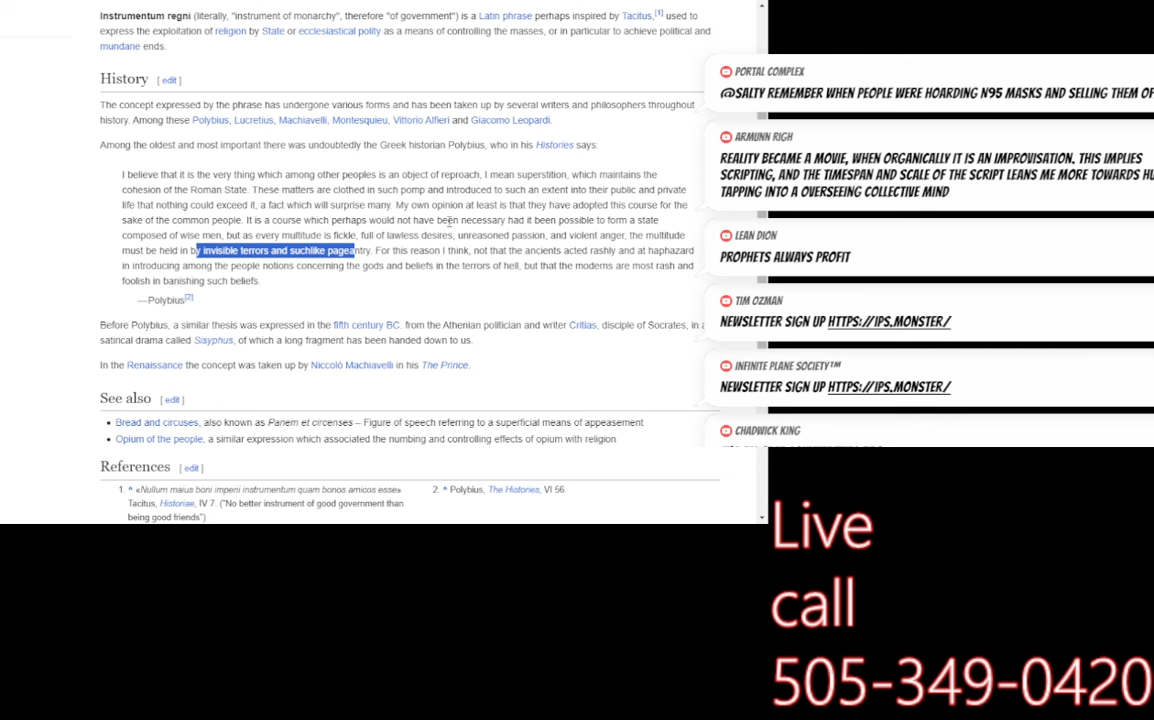 Instrumentum regni (literally, "instrument of monarchy", therefore "of government") is a Latin phrase perhaps inspired by Tacitus,[1] used to
express the exploitation of religion by State or ecclesiastical polity as a means of controlling the masses, or in particular to achieve political and
mundane ends.
History [ edit ]
The concept expressed by the phrase has undergone various forms and has been taken up by several writers and philosophers throughout
history. Among these Polybius, Lucretius, Machiavelli, Montesquieu, Vittorio Alfieri and Giacomo Leopardi.
Among the oldest and most important there was undoubtedly the Greek historian Polybius, who in his Histories says:
I believe that it is the very thing which among other peoples is an object of reproach, I mean superstition, which maintains the
cohesion of the Roman State. These matters are clothed in such pomp and introduced to such an extent into their public and private
life that nothing could exceed it, a fact which will surprise many. My own opinion at least is that they have adopted this course for the
sake of the common people. It is a course which perhaps would not have been necessary had it been possible to form a state
composed of wise men, but as every multitude is fickle, full of lawless desires, unreasoned passion, and violent anger, the multitude
must be held in by invisible terrors and suchlike pageantry. For this reason I think, not that the ancients acted rashly and at haphazard
in introducing among the people notions concerning the gods and beliefs in the terrors of hell, but that the moderns are most rash and
foolish in banishing such beliefs.
—Polybius[2]
Before Polybius, a similar thesis was expressed in the fifth century BC. from the Athenian politician and writer Critias, disciple of Socrates, in a
satirical drama called Sisyphus, of which a long fragment has been handed down to us.
In the Renaissance the concept was taken up by Niccolò Machiavelli in his The Prince.
See also [ edit ]
• Bread and circuses, also known as Panem et circenses – Figure of speech referring to a superficial means of appeasement
• Opium of the people, a similar expression which associated the numbing and controlling effects of opium with religion
References [ edit ]
1. ^ «Nullum maius boni imperii instrumentum quam bonos amicos esse»
Tacitus, Historiae, IV 7. ("No better instrument of good government than
being good friends")
2. ^ Polybius, The Histories, VI 56.
PORTAL COMPLEX
@SALTY REMEMBER WHEN PEOPLE WERE HOARDING N95 MASKS AND SELLING THEM OF
ARMUNN RIGH
REALITY BECAME A MOVIE, WHEN ORGANICALLY IT IS AN IMPROVISATION. THIS IMPLIES
SCRIPTING, AND THE TIMESPAN AND SCALE OF THE SCRIPT LEANS ME MORE TOWARDS HU
TAPPING INTO A OVERSEEING COLLECTIVE MIND
LEAN DION
PROPHETS ALWAYS PROFIT
TIM OZMAN
NEWSLETTER SIGN UP HTTPS://IPS.MONSTER/
INFINITE PLANE SOCIETY™
NEWSLETTER SIGN UP HTTPS://IPS.MONSTER/
CHADWICK KING
Live
call
505-349-0420